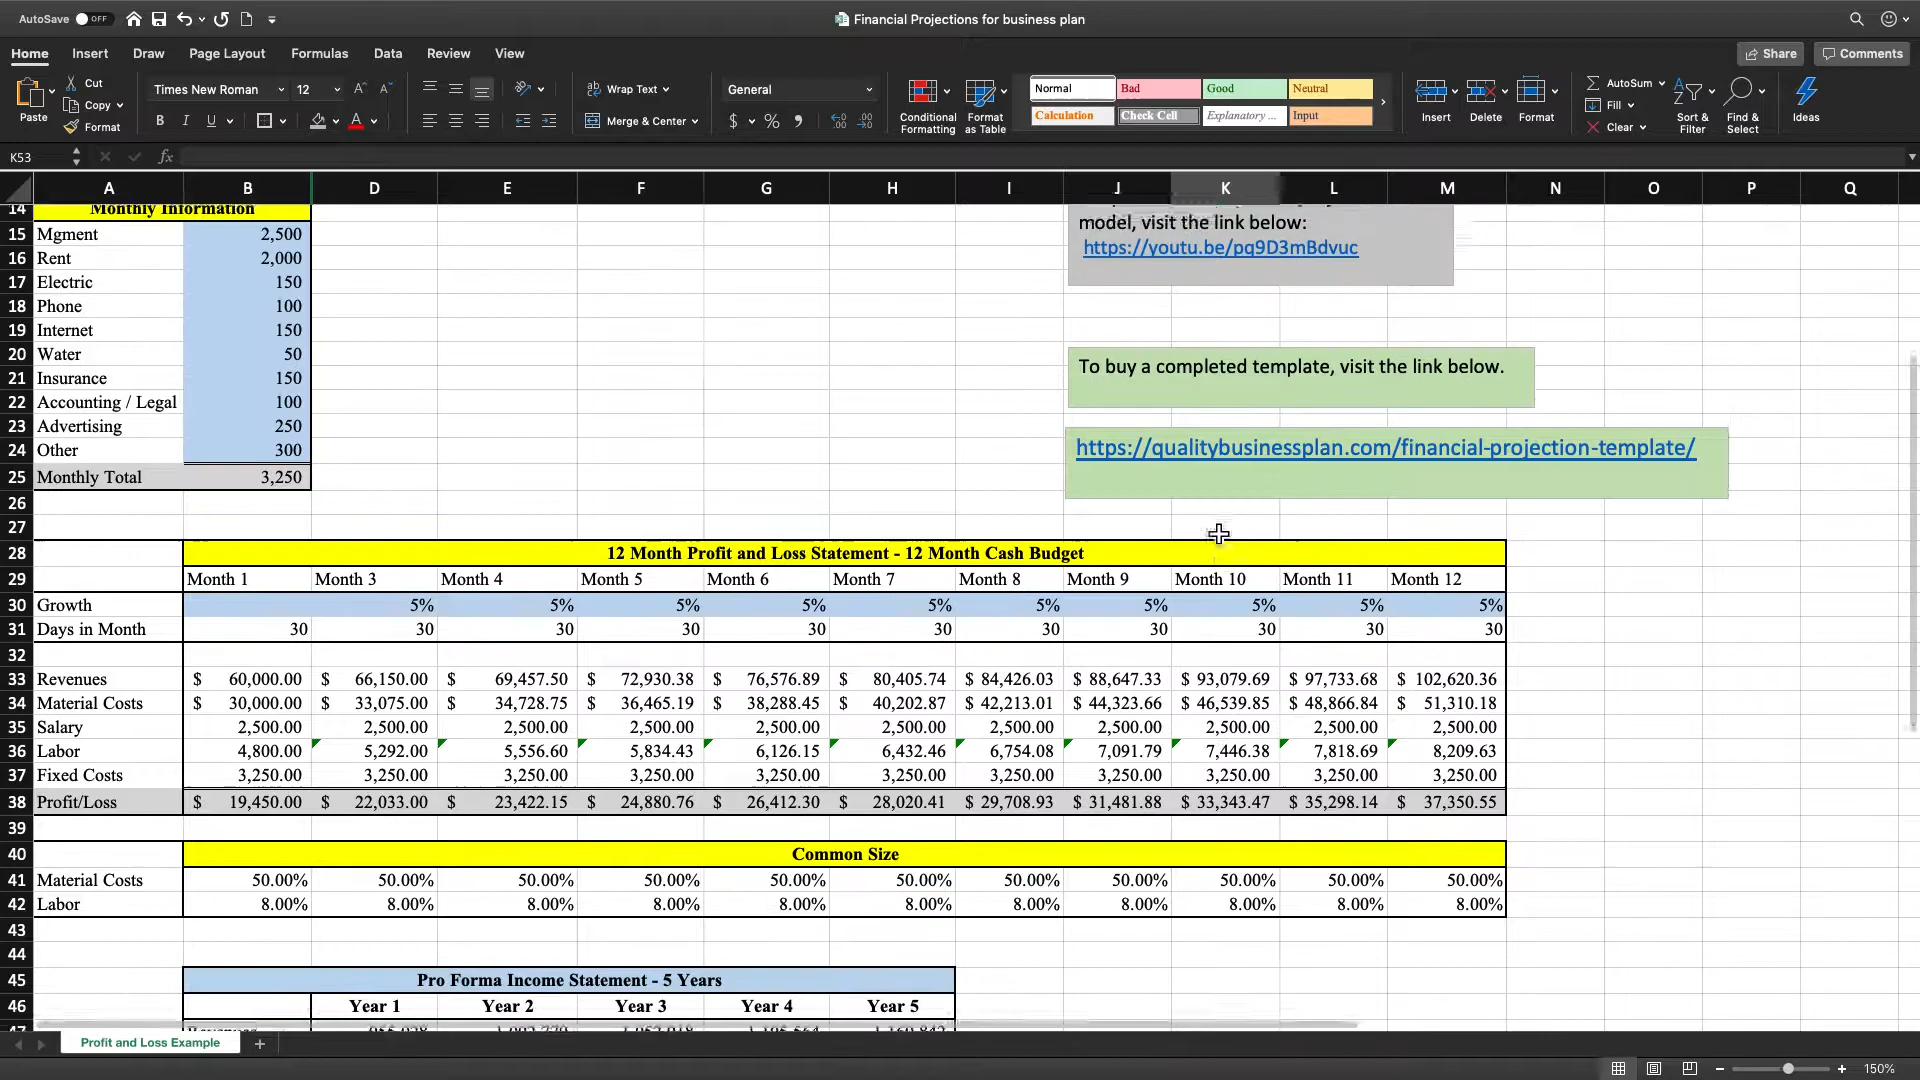 AutoSave OFF
Financial Projections for business plan
Home Insert Draw Page Layout Formulas Data Review View Share Comments
Paste Cut Copy Format
Times New Roman 12
B I U
Wrap Text
Merge & Center
General
$ % 9
Conditional Formatting
Format as Table
Normal Bad Good Neutral
Calculation Check Cell Explanatory ... Input
Insert Delete Format
AutoSum Fill Clear
Sort & Filter
Find & Select
Ideas
K53 fx
A B D E F G H I J K L M N O P Q
14 Monthly Information
15 Mgment 2,500
16 Rent 2,000
17 Electric 150
18 Phone 100
19 Internet 150
20 Water 50
21 Insurance 150
22 Accounting / Legal 100
23 Advertising 250
24 Other 300
25 Monthly Total 3,250
model, visit the link below:
https://youtu.be/pq9D3mBdvuc
To buy a completed template, visit the link below.
https://qualitybusinessplan.com/financial-projection-template/
26
27
28 12 Month Profit and Loss Statement - 12 Month Cash Budget
29 Month 1 Month 3 Month 4 Month 5 Month 6 Month 7 Month 8 Month 9 Month 10 Month 11 Month 12
30 Growth 5% 5% 5% 5% 5% 5% 5% 5% 5% 5%
31 Days in Month 30 30 30 30 30 30 30 30 30 30 30
32
33 Revenues $ 60,000.00 $ 66,150.00 $ 69,457.50 $ 72,930.38 $ 76,576.89 $ 80,405.74 $ 84,426.03 $ 88,647.33 $ 93,079.69 $ 97,733.68 $ 102,620.36
34 Material Costs $ 30,000.00 $ 33,075.00 $ 34,728.75 $ 36,465.19 $ 38,288.45 $ 40,202.87 $ 42,213.01 $ 44,323.66 $ 46,539.85 $ 48,866.84 $ 51,310.18
35 Salary 2,500.00 2,500.00 2,500.00 2,500.00 2,500.00 2,500.00 2,500.00 2,500.00 2,500.00 2,500.00 2,500.00
36 Labor 4,800.00 5,292.00 5,556.60 5,834.43 6,126.15 6,432.46 6,754.08 7,091.79 7,446.38 7,818.69 8,209.63
37 Fixed Costs 3,250.00 3,250.00 3,250.00 3,250.00 3,250.00 3,250.00 3,250.00 3,250.00 3,250.00 3,250.00 3,250.00
38 Profit/Loss $ 19,450.00 $ 22,033.00 $ 23,422.15 $ 24,880.76 $ 26,412.30 $ 28,020.41 $ 29,708.93 $ 31,481.88 $ 33,343.47 $ 35,298.14 $ 37,350.55
39
40 Common Size
41 Material Costs 50.00% 50.00% 50.00% 50.00% 50.00% 50.00% 50.00% 50.00% 50.00% 50.00% 50.00%
42 Labor 8.00% 8.00% 8.00% 8.00% 8.00% 8.00% 8.00% 8.00% 8.00% 8.00% 8.00%
43
44
45 Pro Forma Income Statement - 5 Years
46 Year 1 Year 2 Year 3 Year 4 Year 5
47
Profit and Loss Example
150%